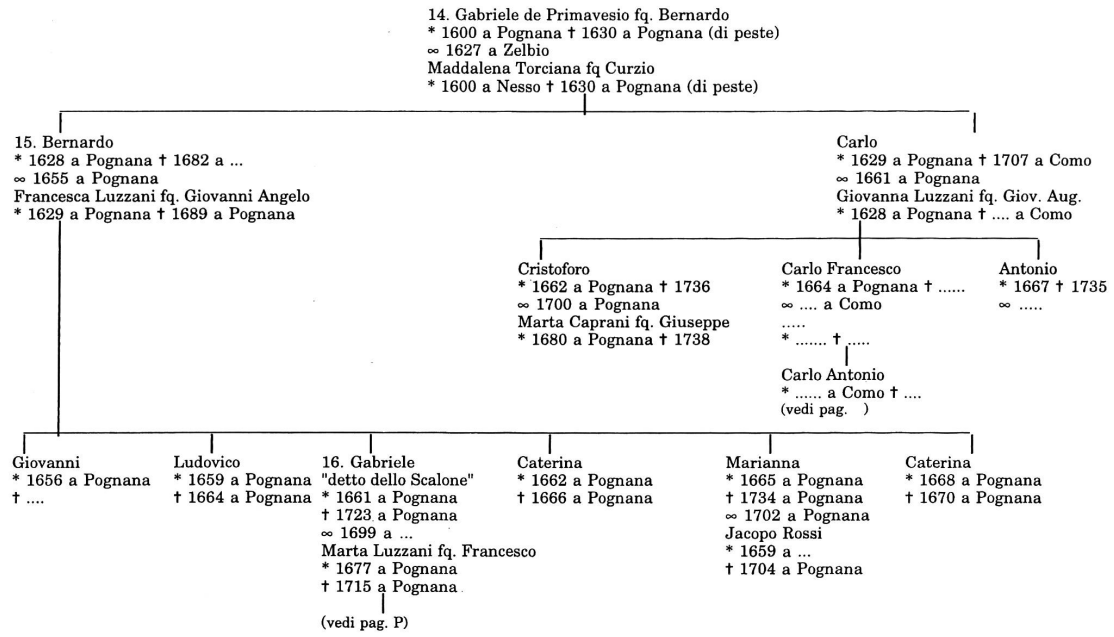 14. Gabriele de Primavesio fq. Bernardo
* 1600 a Pognana † 1630 a Pognana (di peste)
∞ 1627 a Zelbio
Maddalena Torciana fq Curzio
* 1600 a Nesso † 1630 a Pognana (di peste)
15. Bernardo
* 1628 a Pognana † 1682 a ...
∞ 1655 a Pognana
Francesca Luzzani fq. Giovanni Angelo
* 1629 a Pognana † 1689 a Pognana
Carlo
* 1629 a Pognana † 1707 a Como
∞ 1661 a Pognana
Giovanna Luzzani fq. Giov. Aug.
* 1628 a Pognana † .... a Como
Cristoforo
* 1662 a Pognana † 1736
∞ 1700 a Pognana
Marta Caprani fq. Giuseppe
* 1680 a Pognana † 1738
Carlo Francesco
* 1664 a Pognana † ......
∞ .... a Como
.....
* ....... † .....
Carlo Antonio
* ...... a Como † ....
(vedi pag. )
Antonio
* 1667 † 1735
∞ .....
Giovanni
* 1656 a Pognana
† ....
Ludovico
* 1659 a Pognana
† 1664 a Pognana
16. Gabriele
"detto dello Scalone"
* 1661 a Pognana
† 1723 a Pognana
∞ 1699 a ...
Marta Luzzani fq. Francesco
* 1677 a Pognana
† 1715 a Pognana
(vedi pag. P)
Caterina
* 1662 a Pognana
† 1666 a Pognana
Marianna
* 1665 a Pognana
† 1734 a Pognana
∞ 1702 a Pognana
Jacopo Rossi
* 1659 a ...
† 1704 a Pognana
Caterina
* 1668 a Pognana
† 1670 a Pognana